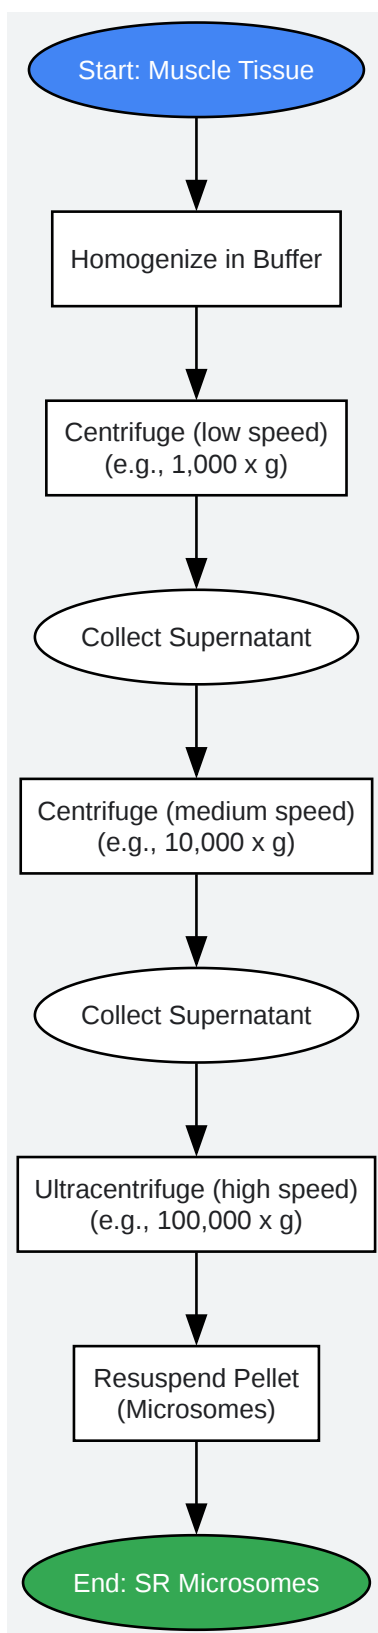 Start: Muscle Tissue
Homogenize in Buffer
Centrifuge (low speed)
(e.g., 1,000 x g)
Collect Supernatant
Centrifuge (medium speed)
(e.g., 10,000 x g)
Collect Supernatant
Ultracentrifuge (high speed)
(e.g., 100,000 x g)
Resuspend Pellet
(Microsomes)
End: SR Microsomes